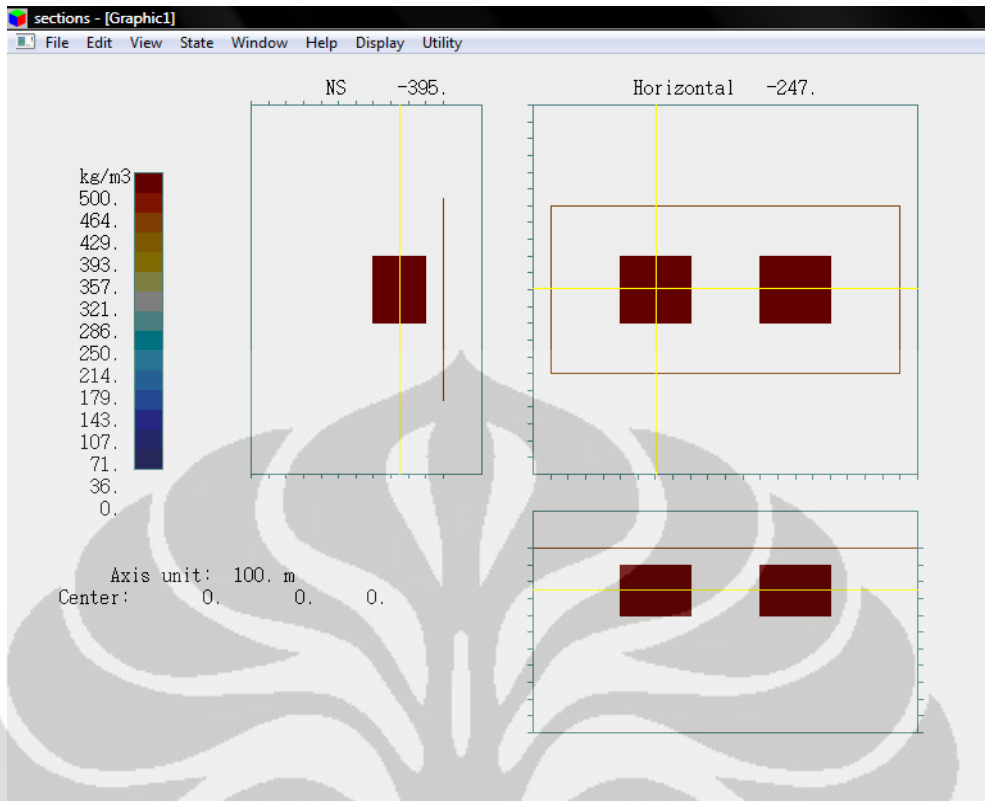 sections - [Graphic1]
File Edit View State Window Help Display Utility
NS -395. Horizontal -247.
kg/m3
500.
464.
429.
393.
357.
321.
286.
250.
214.
179.
143.
107.
71.
36.
0.
Axis unit: 100. m
Center: 0. 0. 0.